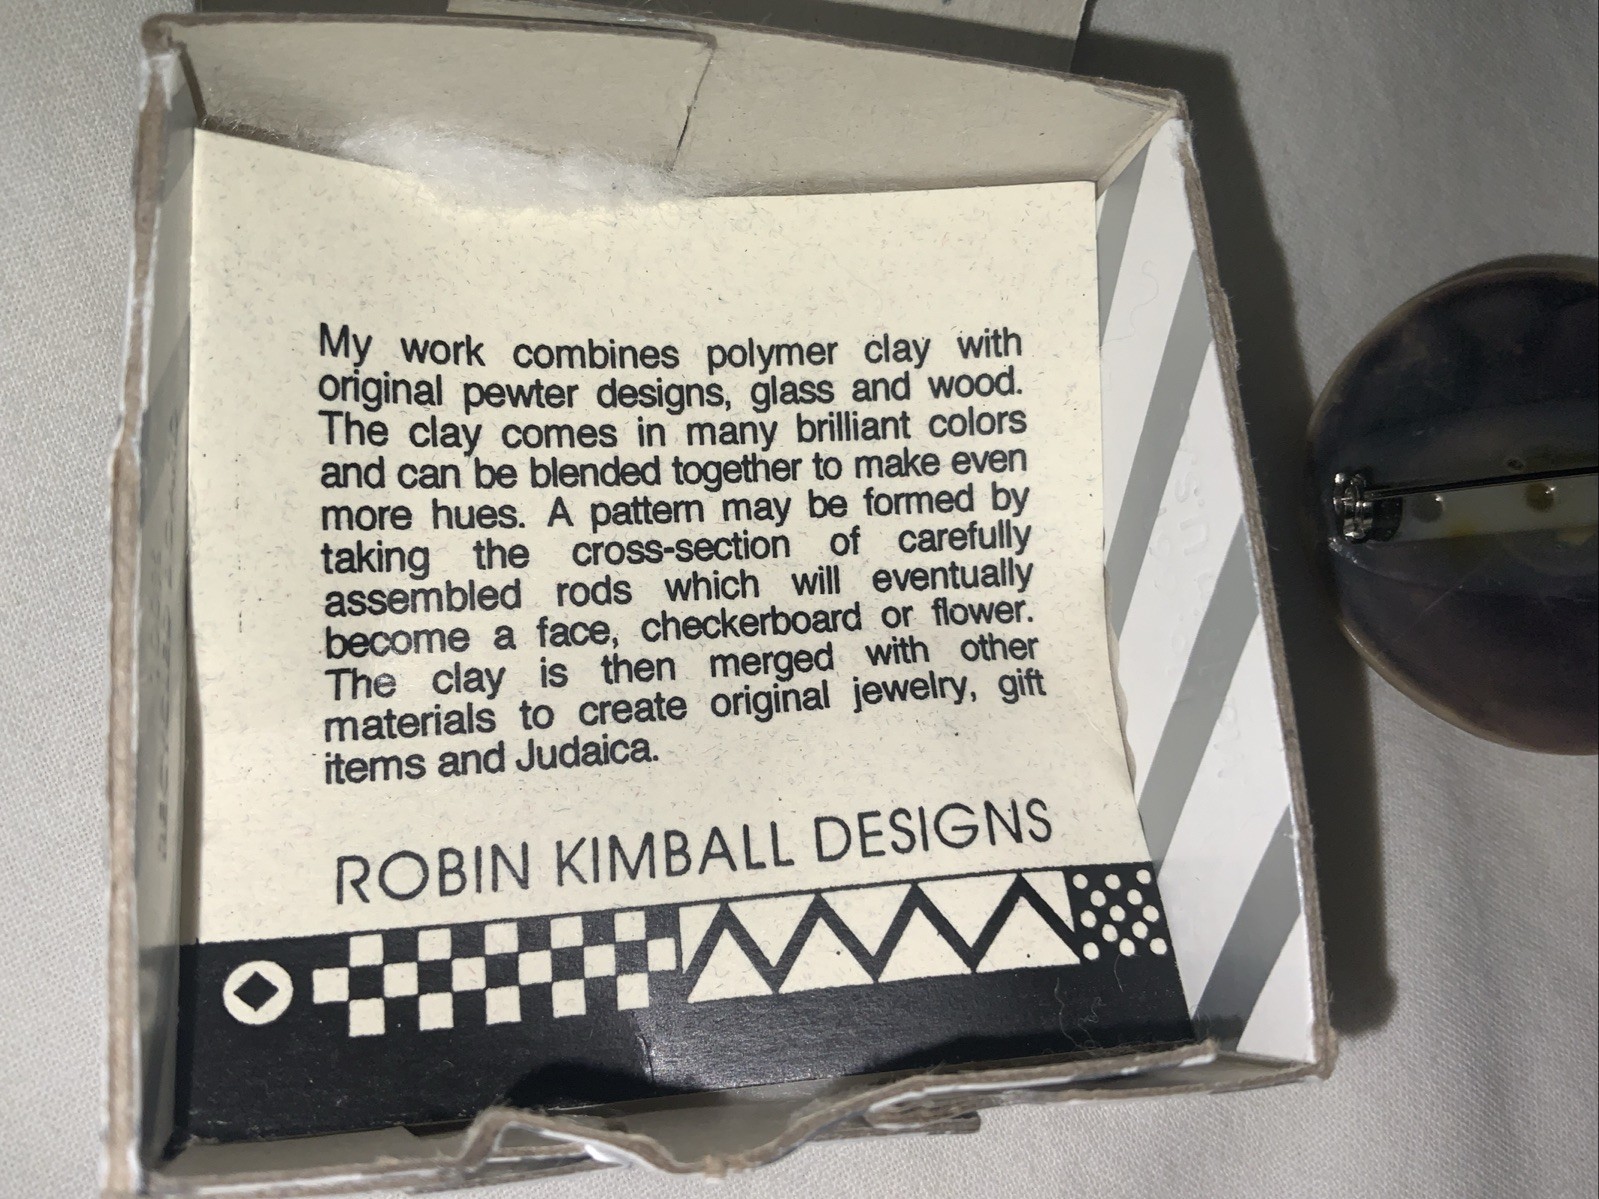 My work combines polymer clay with
original pewter designs, glass and wood.
The clay comes in many brilliant colors
and can be blended together to make even
more hues. A pattern may be formed by
taking the cross-section of carefully
assembled rods which will eventually
become a face, checkerboard or flower.
The clay is then merged with other
materials to create original jewelry, gift
items and Judaica.
ROBIN KIMBALL DESIGNS